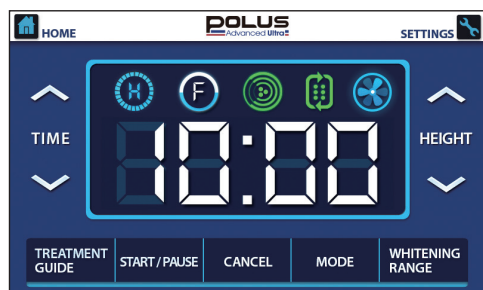 HOME
POLUS
Advanced Ultra
SETTINGS
H
F
TIME
10:00
HEIGHT
TREATMENT
GUIDE
START / PAUSE
CANCEL
MODE
WHITENING
RANGE